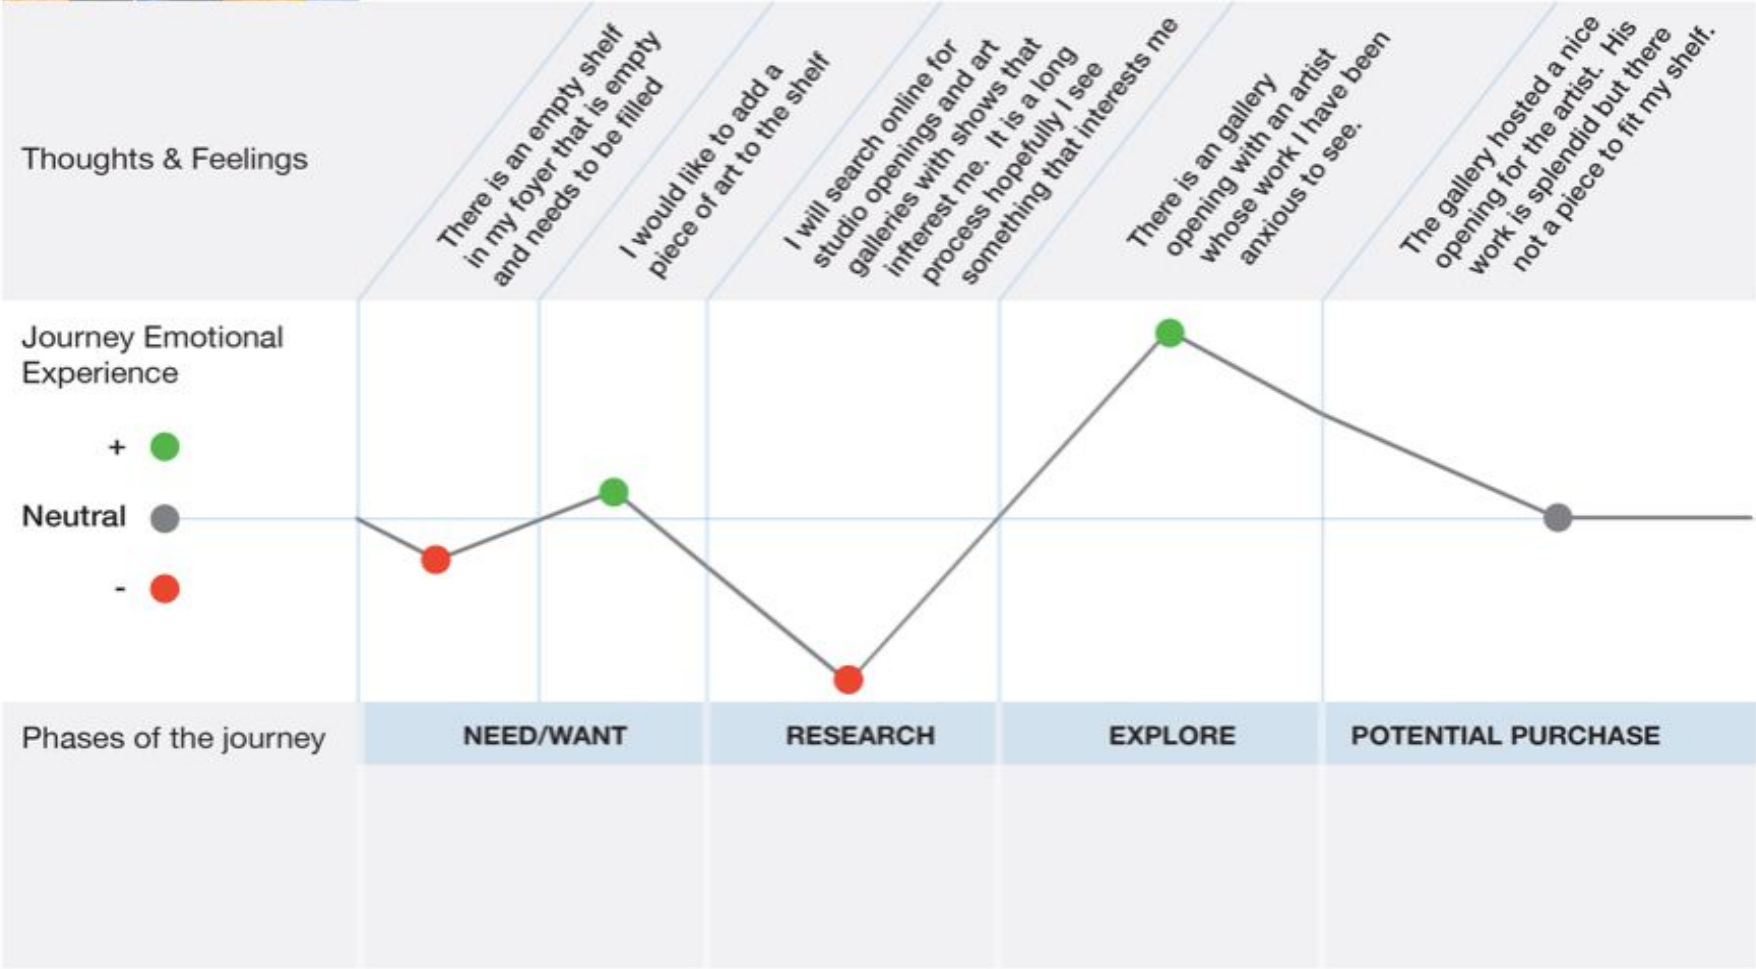 Thoughts & Feelings
There is an empty shelf
in my foyer that is empty
and needs to be filled
I would like to add a
piece of art to the shelf
I will search online for
studio openings and art
galleries with shows that
infterest me. It is a long
process hopefully I see
something that interests me
There is an gallery
opening with an artist
whose work I have been
anxious to see.
The gallery hosted a nice
opening for the artist. His
work is splendid but there
not a piece to fit my shelf.
Journey Emotional
Experience
+
Neutral
-
Phases of the journey
NEED/WANT
RESEARCH
EXPLORE
POTENTIAL PURCHASE